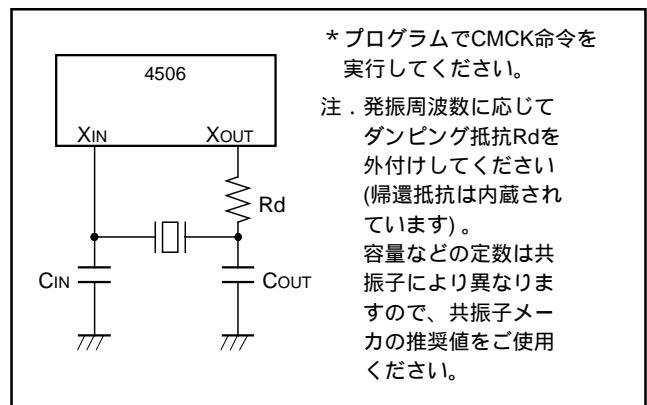 4506
XIN
XOUT
Rd
CIN
COUT
＊プログラムでCMCK命令を
実行してください。
注．発振周波数に応じて
ダンピング抵抗Rdを
外付けしてください
(帰還抵抗は内蔵され
ています)。
容量などの定数は共
振子により異なりま
すので、共振子メー
カの推奨値をご使用
ください。